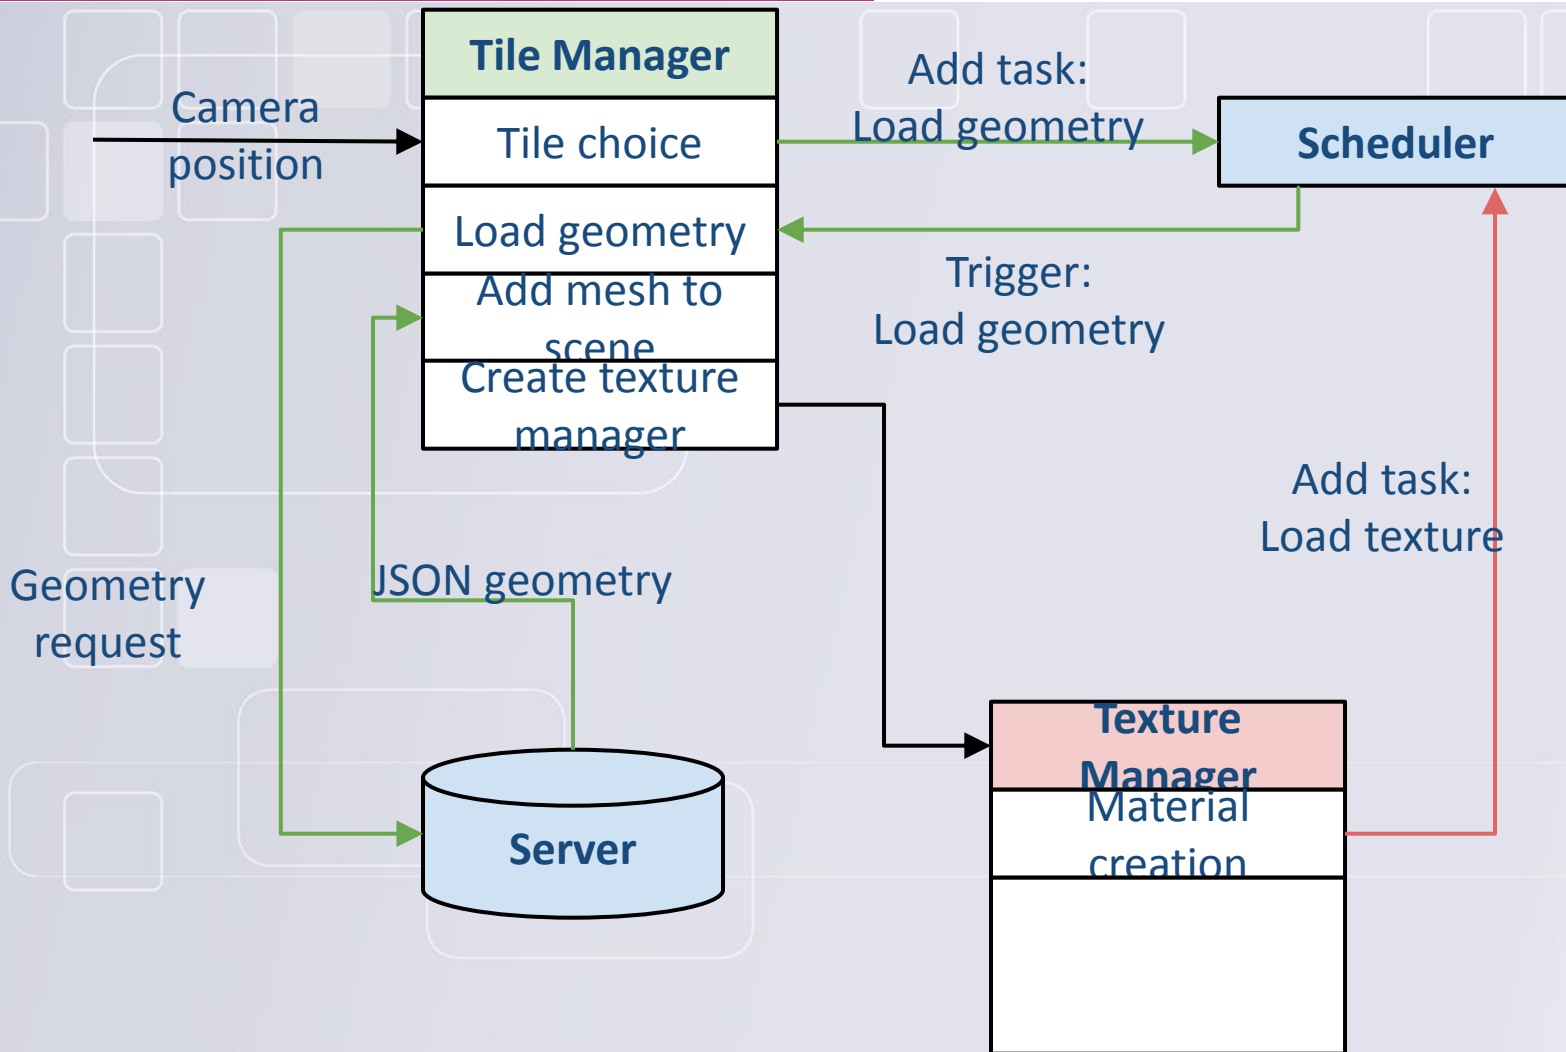 Tile Manager
Camera
position
Tile choice
Add task:
Load geometry
Scheduler
Load geometry
Trigger:
Load geometry
Add mesh to
scene
Create texture
manager
Add task:
Load texture
Geometry
request
JSON geometry
Server
Texture
Manager
Material
creation